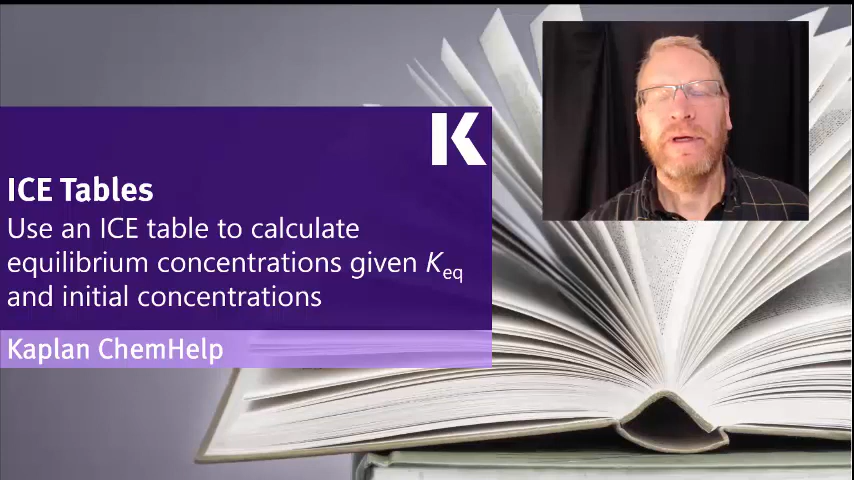 K
ICE Tables
Use an ICE table to calculate
equilibrium concentrations given Keq
and initial concentrations
Kaplan ChemHelp